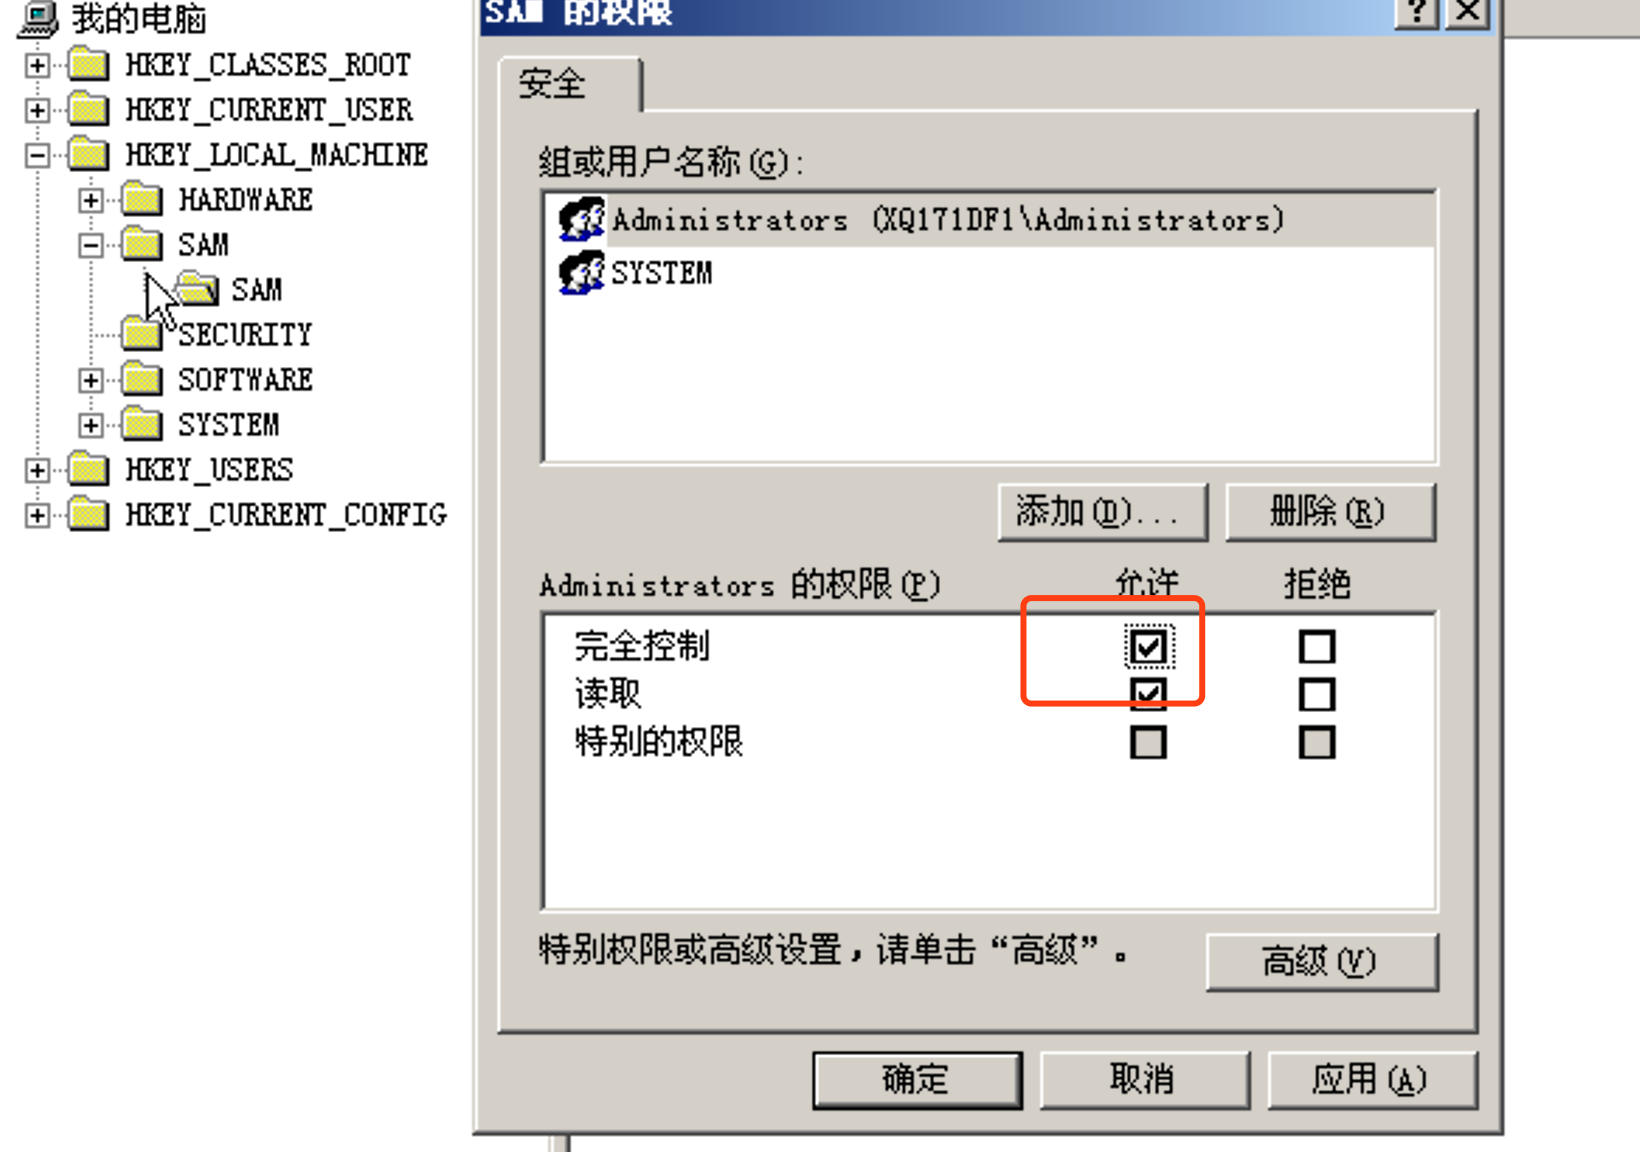 我的电脑
HKEY_CLASSES_ROOT
HKEY_CURRENT_USER
HKEY_LOCAL_MACHINE
HARDWARE
SAM
SAM
SECURITY
SOFTWARE
SYSTEM
HKEY_USERS
HKEY_CURRENT_CONFIG
SAM 的权限
安全
组或用户名称(G):
Administrators (XQ171DF1\Administrators)
SYSTEM
添加(D)... 删除(R)
Administrators 的权限(P) 允许 拒绝
完全控制
读取
特别的权限
特别权限或高级设置，请单击“高级”。
高级(V)
确定 取消 应用(A)